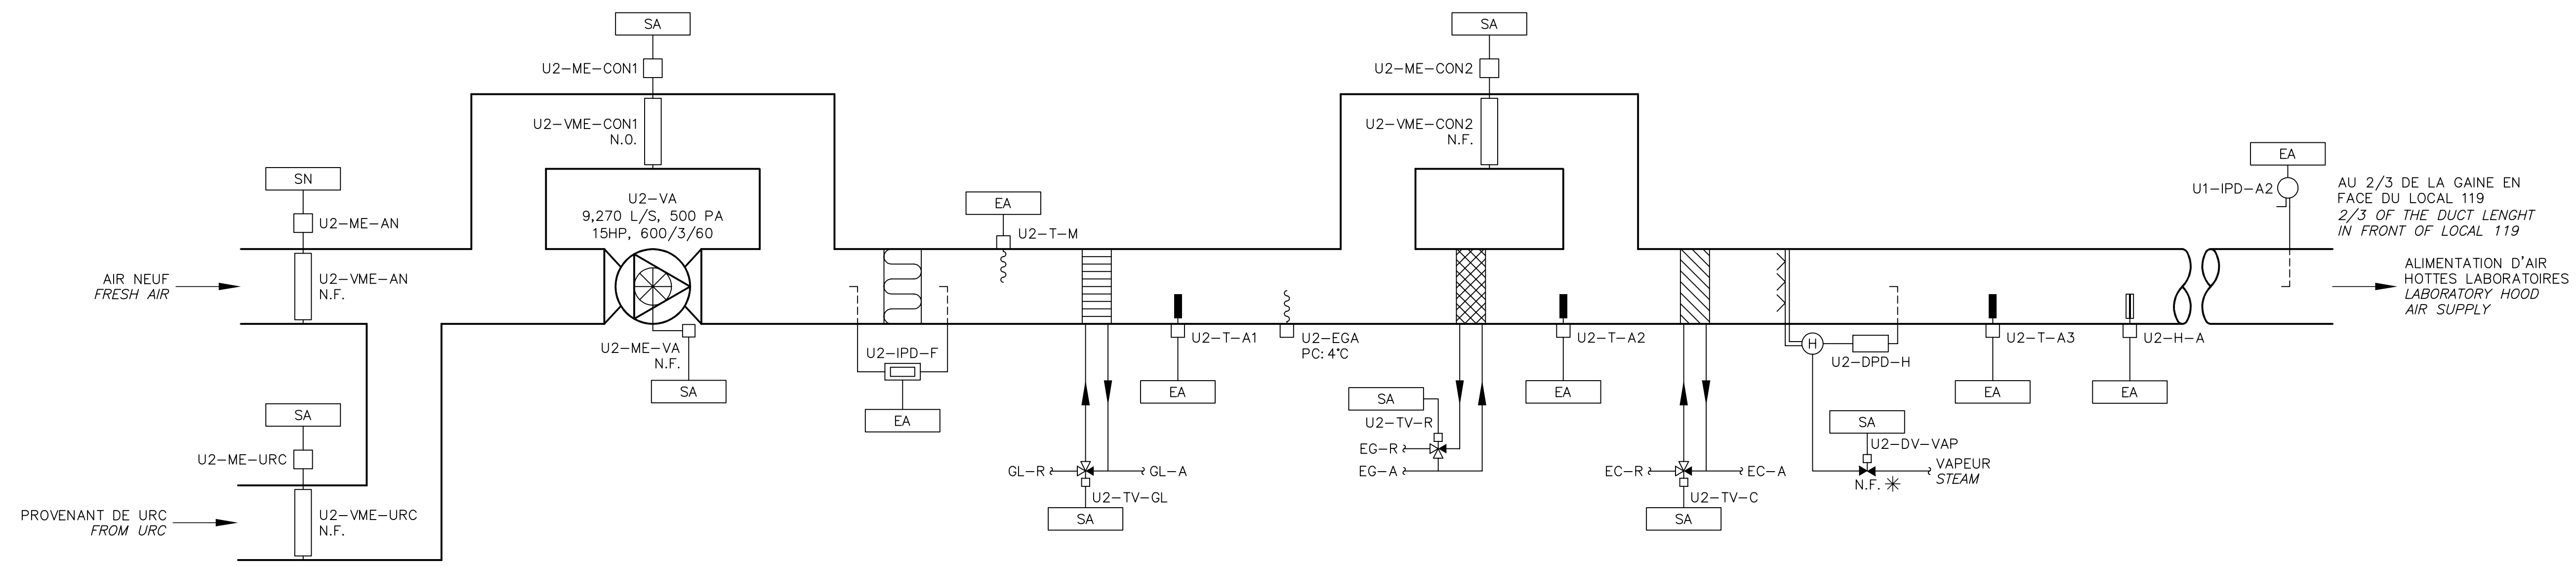 SA
U2-ME-CON1
U2-VME-CON1
N.O.
SA
U2-ME-CON2
U2-VME-CON2
N.F.
SN
U2-ME-AN
U2-VME-AN
N.F.
AIR NEUF
FRESH AIR
U2-VA
9,270 L/S, 500 PA
15HP, 600/3/60
U2-ME-VA
N.F.
SA
EA
U2-T-M
U2-IPD-F
EA
U2-T-A1
EA
U2-EGA
PC: 4°C
U2-T-A2
EA
U2-DPD-H
H
U2-T-A3
EA
U2-H-A
EA
EA
U1-IPD-A2
AU 2/3 DE LA GAINE EN
FACE DU LOCAL 119
2/3 OF THE DUCT LENGHT
IN FRONT OF LOCAL 119
ALIMENTATION D'AIR
HOTTES LABORATOIRES
LABORATORY HOOD
AIR SUPPLY
SA
U2-ME-URC
U2-VME-URC
N.F.
PROVENANT DE URC
FROM URC
GL-R
GL-A
U2-TV-GL
SA
SA
U2-TV-R
EG-R
EG-A
EC-R
EC-A
U2-TV-C
SA
SA
U2-DV-VAP
VAPEUR
STEAM
N.F. ✳